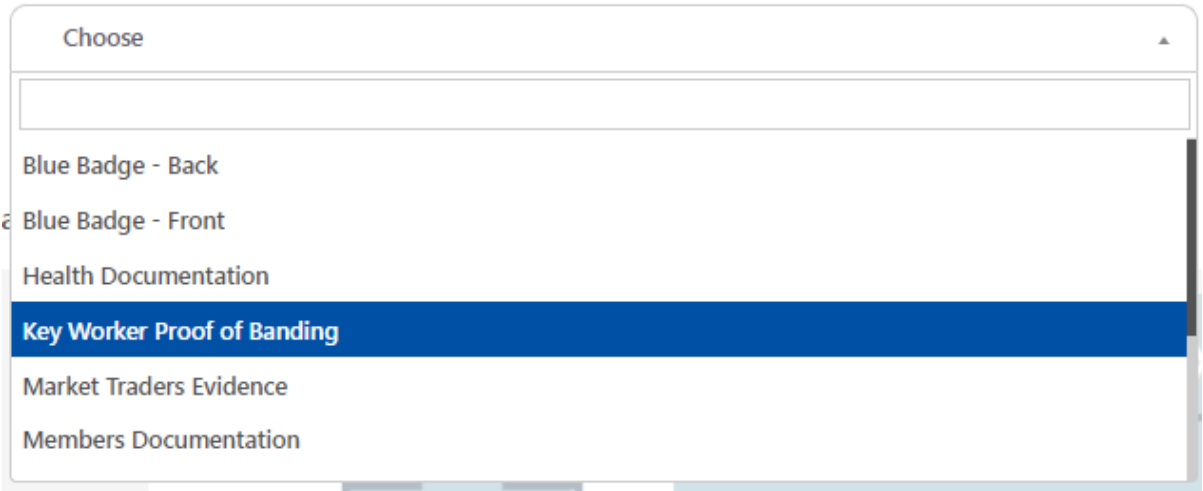 Choose
Blue Badge - Back
Blue Badge - Front
Health Documentation
Key Worker Proof of Banding
Market Traders Evidence
Members Documentation